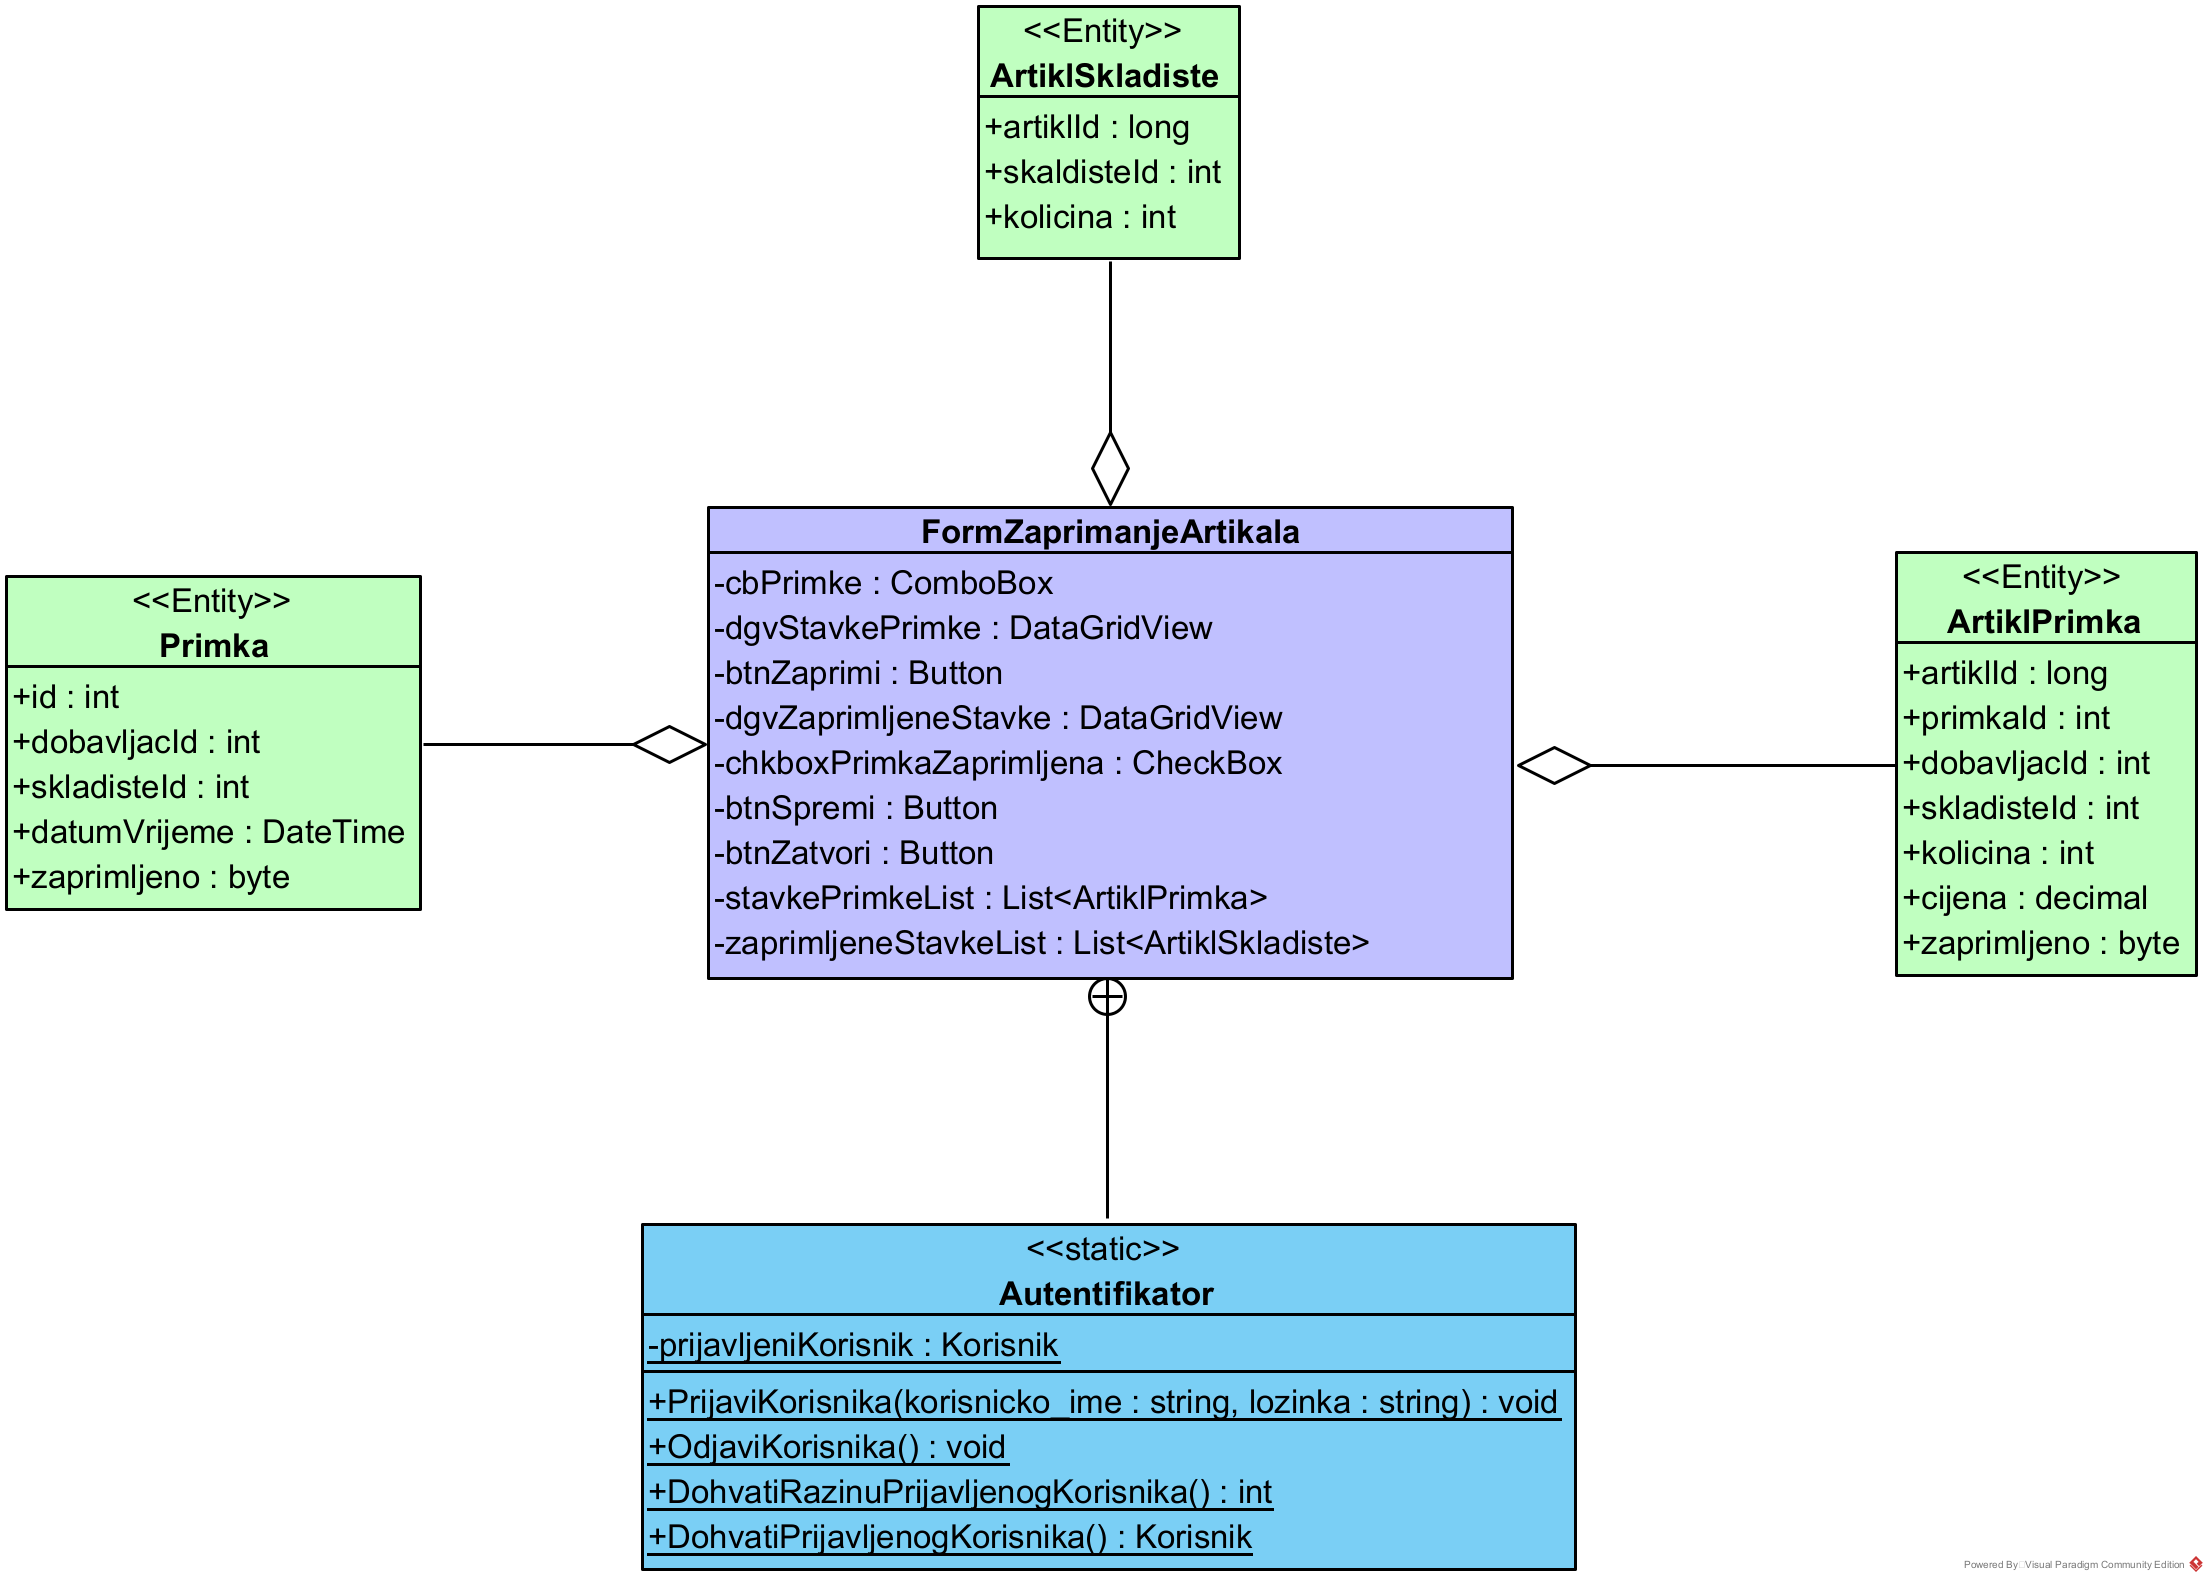 <<Entity>>
ArtiklSkladiste
+artiklId : long
+skaldisteId : int
+kolicina : int
FormZaprimanjeArtikala
-cbPrimke : ComboBox
-dgvStavkePrimke : DataGridView
-btnZaprimi : Button
-dgvZaprimljeneStavke : DataGridView
-chkboxPrimkaZaprimljena : CheckBox
-btnSpremi : Button
-btnZatvori : Button
-stavkePrimkeList : List<ArtiklPrimka>
-zaprimljeneStavkeList : List<ArtiklSkladiste>
<<Entity>>
Primka
+id : int
+dobavljacId : int
+skladisteId : int
+datumVrijeme : DateTime
+zaprimljeno : byte
<<Entity>>
ArtiklPrimka
+artiklId : long
+primkaId : int
+dobavljacId : int
+skladisteId : int
+kolicina : int
+cijena : decimal
+zaprimljeno : byte
<<static>>
Autentifikator
-prijavljeniKorisnik : Korisnik
+PrijaviKorisnika(korisnicko_ime : string, lozinka : string) : void
+OdjaviKorisnika() : void
+DohvatiRazinuPrijavljenogKorisnika() : int
+DohvatiPrijavljenogKorisnika() : Korisnik
Powered By Visual Paradigm Community Edition